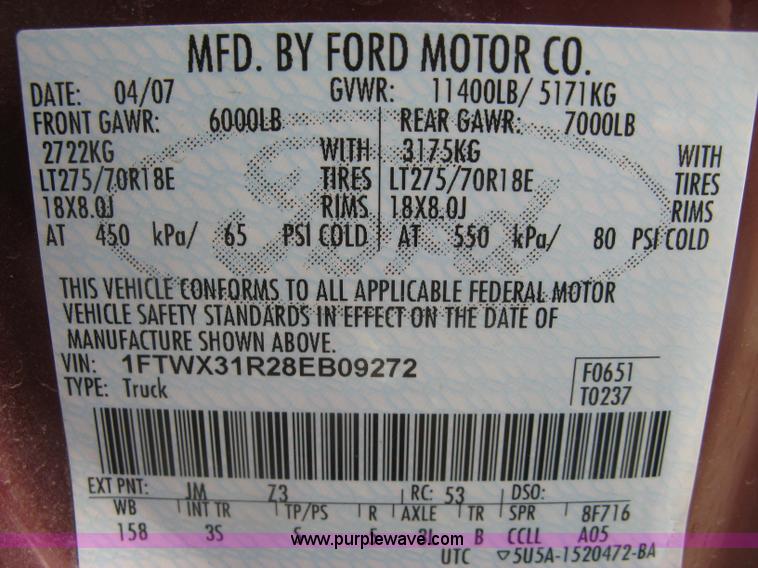 MFD. BY FORD MOTOR CO.
DATE: 04/07 GVWR: 11400LB/ 5171KG
FRONT GAWR: 6000LB REAR GAWR: 7000LB
2722KG WITH 3175KG WITH
LT275/70R18E TIRES LT275/70R18E TIRES
18X8.0J RIMS 18X8.0J RIMS
AT 450 kPa/ 65 PSI COLD AT 550 kPa/ 80 PSI COLD
Ford
THIS VEHICLE CONFORMS TO ALL APPLICABLE FEDERAL MOTOR
VEHICLE SAFETY STANDARDS IN EFFECT ON THE DATE OF
MANUFACTURE SHOWN ABOVE.
VIN: 1FTWX31R28EB09272
TYPE: Truck
F0651
T0237
EXT PNT: JM Z3 RC: 53 DSO:
WB INT TR TP/PS R AXLE TR SPR 8F716
158 3S B CCLL A05
www.purplewave.com
UTC ▽5U5A-1520472-BA